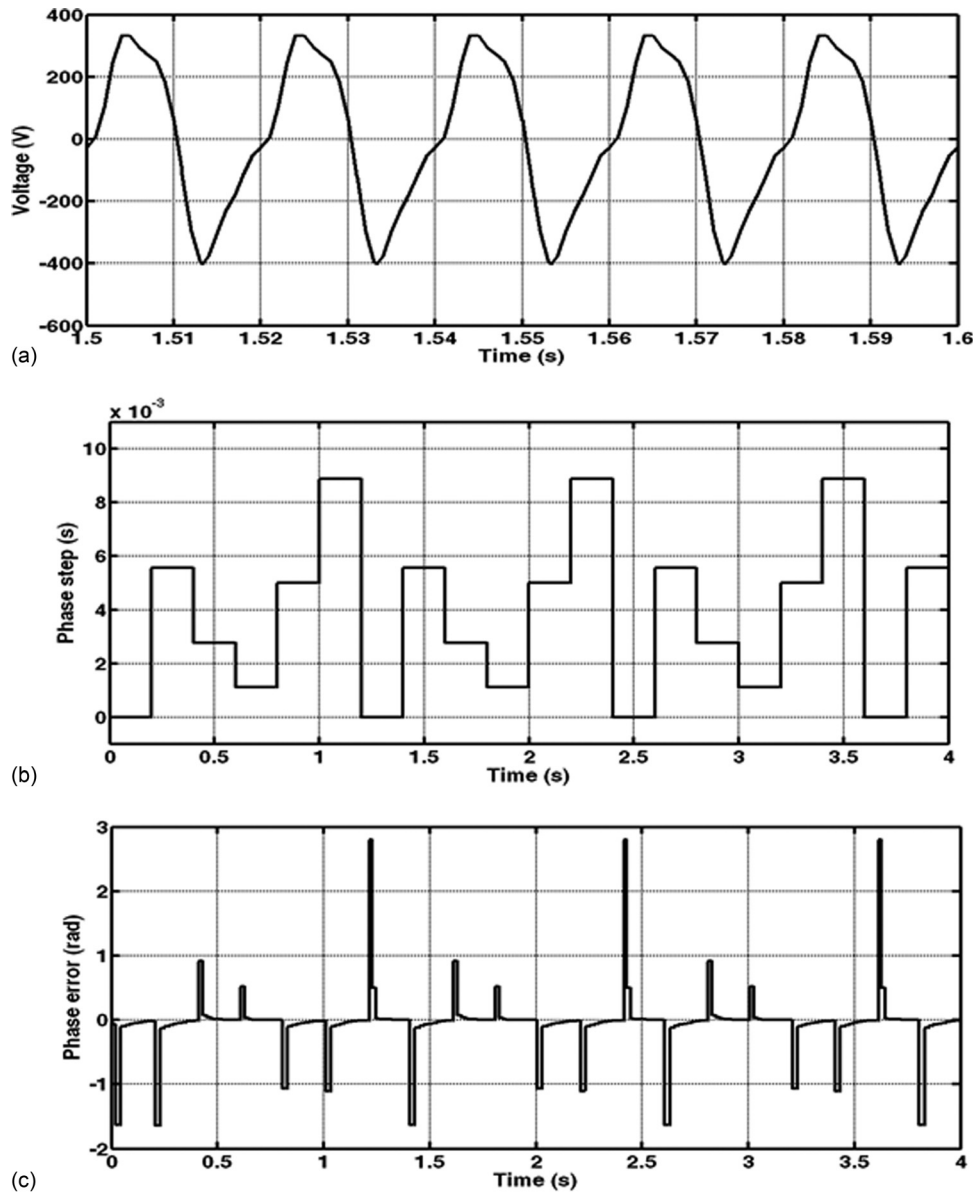 400
200
0
-200
-400
-600
Voltage (V)
1.5 1.51 1.52 1.53 1.54 1.55 1.56 1.57 1.58 1.59 1.6
Time (s)
(a)
x 10-3
10
8
6
4
2
0
Phase step (s)
0 0.5 1 1.5 2 2.5 3 3.5 4
Time (s)
(b)
3
2
1
0
-1
-2
Phase error (rad)
0 0.5 1 1.5 2 2.5 3 3.5 4
Time (s)
(c)